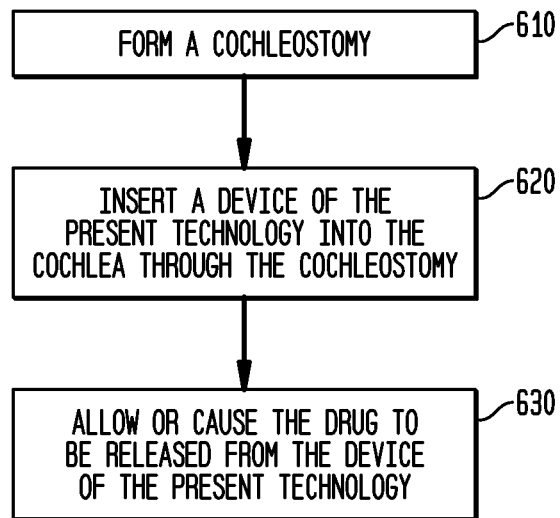 FORM A COCHLEOSTOMY
610
INSERT A DEVICE OF THE
PRESENT TECHNOLOGY INTO THE
COCHLEA THROUGH THE COCHLEOSTOMY
620
ALLOW OR CAUSE THE DRUG TO
BE RELEASED FROM THE DEVICE
OF THE PRESENT TECHNOLOGY
630